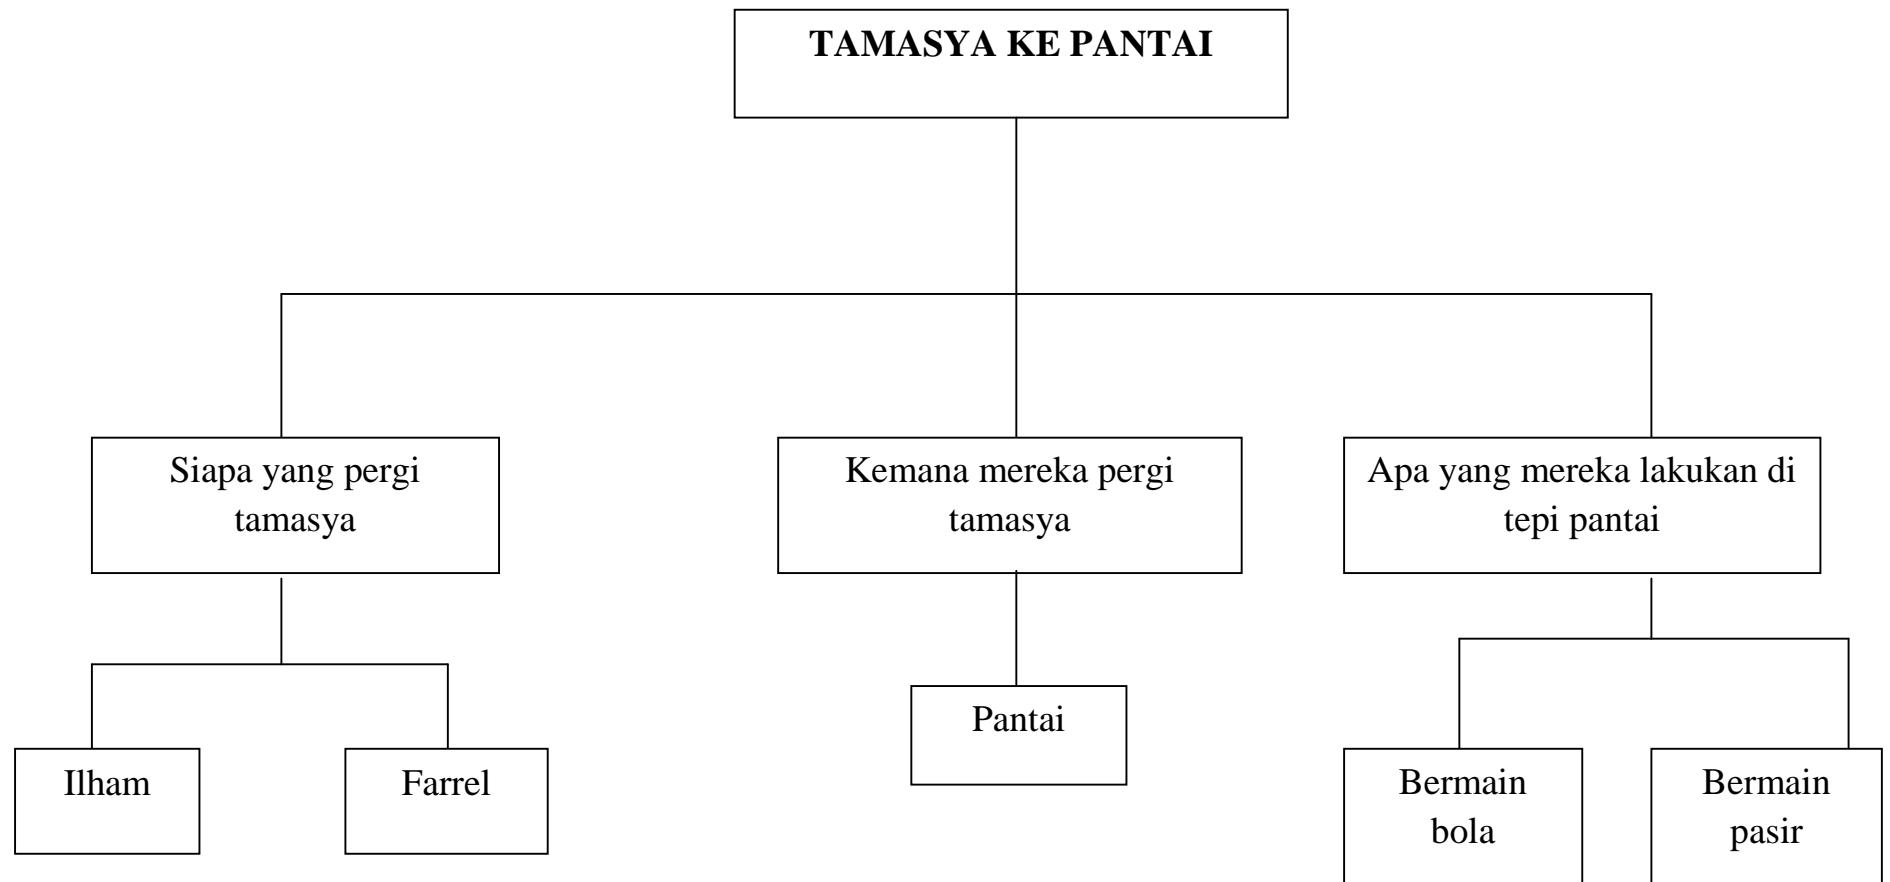 TAMASYA KE PANTAI
Siapa yang pergi
tamasya
Kemana mereka pergi
tamasya
Apa yang mereka lakukan di
tepi pantai
Ilham
Farrel
Pantai
Bermain
bola
Bermain
pasir